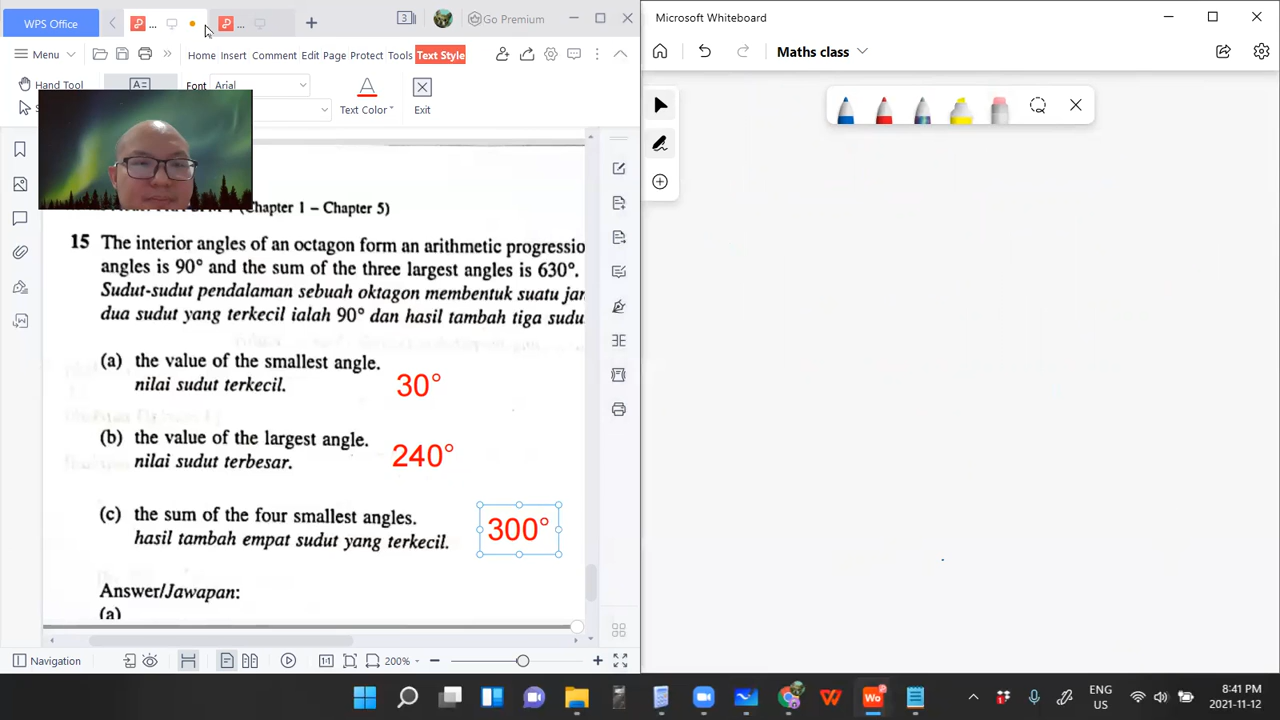 WPS Office
...
...
3
Go Premium
Microsoft Whiteboard
Menu
Home
Insert
Comment
Edit
Page
Protect
Tools
Text Style
Maths class
Hand Tool
Font
Arial
Text Color
Exit
(Chapter 1 – Chapter 5)
15 The interior angles of an octagon form an arithmetic progressio
angles is 90° and the sum of the three largest angles is 630°.
Sudut-sudut pendalaman sebuah oktagon membentuk suatu jan
dua sudut yang terkecil ialah 90° dan hasil tambah tiga sudu
(a) the value of the smallest angle.
nilai sudut terkecil.
30°
(b) the value of the largest angle.
nilai sudut terbesar.
240°
(c) the sum of the four smallest angles.
hasil tambah empat sudut yang terkecil.
300°
Answer/Jawapan:
(a)
Navigation
200%
ENG
US
8:41 PM
2021-11-12